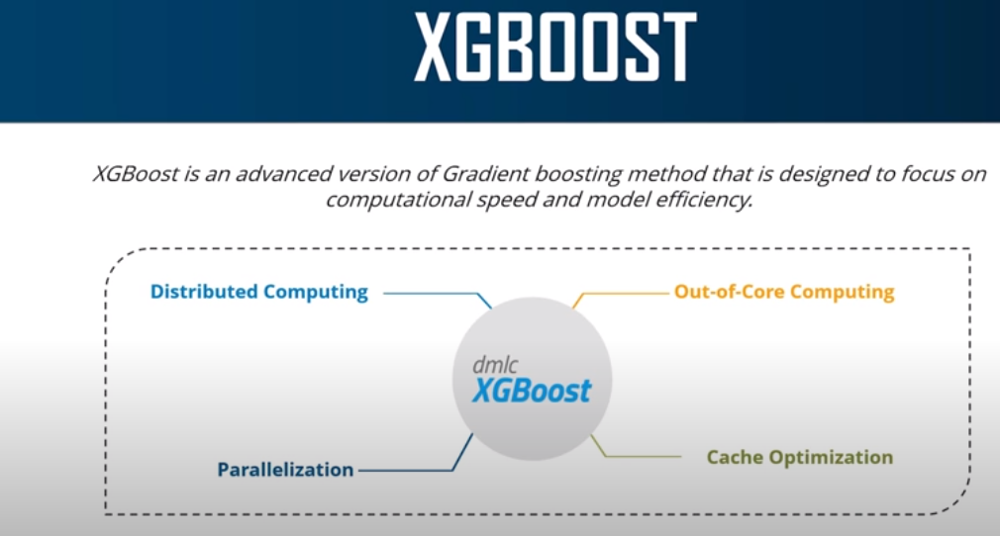 XGBOOST
XGBoost is an advanced version of Gradient boosting method that is designed to focus on
computational speed and model efficiency.
Distributed Computing
Out-of-Core Computing
dmlc
XGBoost
Parallelization
Cache Optimization